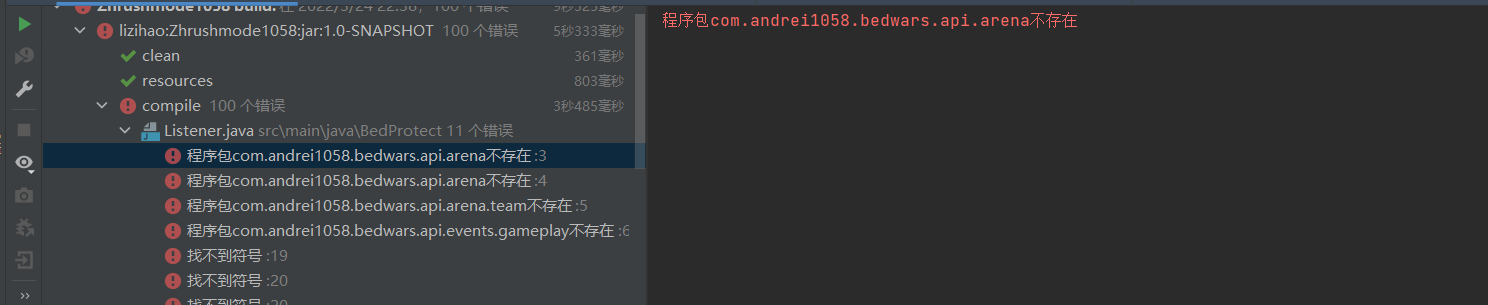 Zhrushmode1058 build: 在 2022/5/24 22:38, 100 个错误 9秒325毫秒
lizihao:Zhrushmode1058:jar:1.0-SNAPSHOT 100 个错误 5秒333毫秒
clean 361毫秒
resources 803毫秒
compile 100 个错误 3秒485毫秒
Listener.java src\main\java\BedProtect 11 个错误
程序包com.andrei1058.bedwars.api.arena不存在 :3
程序包com.andrei1058.bedwars.api.arena不存在 :4
程序包com.andrei1058.bedwars.api.arena.team不存在 :5
程序包com.andrei1058.bedwars.api.events.gameplay不存在 :6
找不到符号 :19
找不到符号 :20
找不到符号 :20
程序包com.andrei1058.bedwars.api.arena不存在